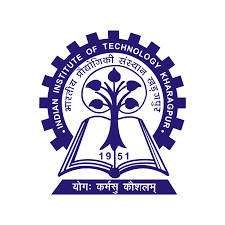 INDIAN INSTITUTE OF TECHNOLOGY KHARAGPUR
भारतीय प्रौद्योगिकी संस्थान खड़गपुर
1951
योगः कर्मसु कौशलम्